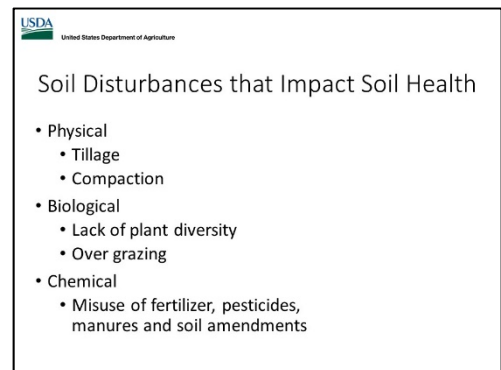 USDA
United States Department of Agriculture
Soil Disturbances that Impact Soil Health
• Physical
• Tillage
• Compaction
• Biological
• Lack of plant diversity
• Over grazing
• Chemical
• Misuse of fertilizer, pesticides,
manures and soil amendments